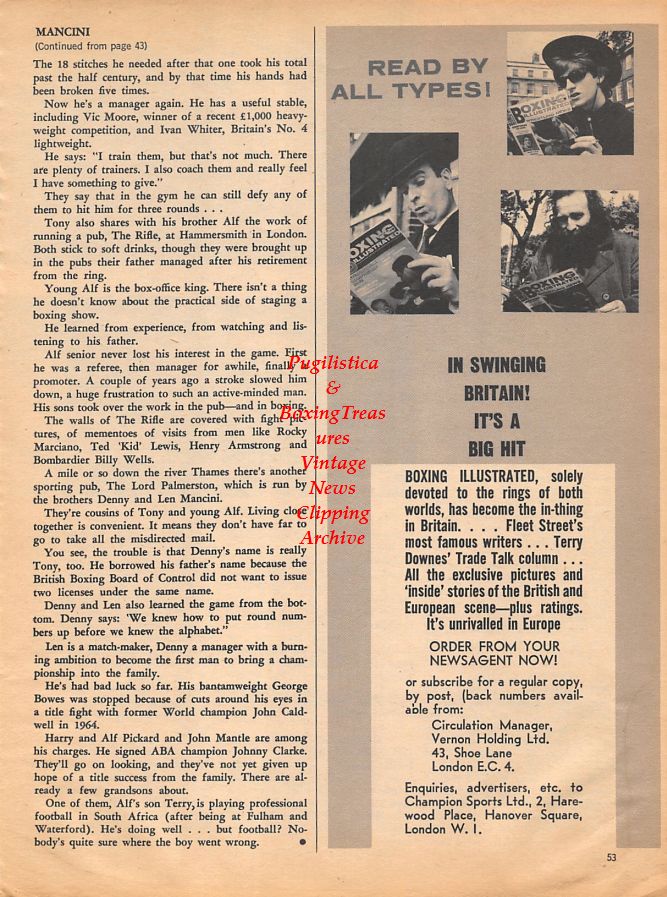 MANCINI
(Continued from page 43)
The 18 stitches he needed after that one took his total
past the half century, and by that time his hands had
been broken five times.
Now he's a manager again. He has a useful stable,
including Vic Moore, winner of a recent £1,000 heavy-
weight competition, and Ivan Whiter, Britain's No. 4
lightweight.
He says: "I train them, but that's not much. There
are plenty of trainers. I also coach them and really feel
I have something to give."
They say that in the gym he can still defy any of
them to hit him for three rounds . . .
Tony also shares with his brother Alf the work of
running a pub, The Rifle, at Hammersmith in London.
Both stick to soft drinks, though they were brought up
in the pubs their father managed after his retirement
from the ring.
Young Alf is the box-office king. There isn't a thing
he doesn't know about the practical side of staging a
boxing show.
He learned from experience, from watching and lis-
tening to his father.
Alf senior never lost his interest in the game. First
he was a referee, then manager for awhile, finally a
promoter. A couple of years ago a stroke slowed him
down, a huge frustration to such an active-minded man.
His sons took over the work in the pub—and in boxing.
The walls of The Rifle are covered with fight pic-
tures, of mementoes of visits from men like Rocky
Marciano, Ted 'Kid' Lewis, Henry Armstrong and
Bombardier Billy Wells.
A mile or so down the river Thames there's another
sporting pub, The Lord Palmerston, which is run by
the brothers Denny and Len Mancini.
They're cousins of Tony and young Alf. Living close
together is convenient. It means they don't have far to
go to take all the misdirected mail.
You see, the trouble is that Denny's name is really
Tony, too. He borrowed his father's name because the
British Boxing Board of Control did not want to issue
two licenses under the same name.
Denny and Len also learned the game from the bot-
tom. Denny says: 'We knew how to put round num-
bers up before we knew the alphabet."
Len is a match-maker, Denny a manager with a burn-
ing ambition to become the first man to bring a cham-
pionship into the family.
He's had bad luck so far. His bantamweight George
Bowes was stopped because of cuts around his eyes in
a title fight with former World champion John Cald-
well in 1964.
Harry and Alf Pickard and John Mantle are among
his charges. He signed ABA champion Johnny Clarke.
They'll go on looking, and they've not yet given up
hope of a title success from the family. There are al-
ready a few grandsons about.
One of them, Alf's son Terry, is playing professional
football in South Africa (after being at Fulham and
Waterford). He's doing well . . . but football? No-
body's quite sure where the boy went wrong. ●
READ BY
ALL TYPES!
BOXING
ILLUSTRATED
BOXING
ILLUSTRATED
BOXING
ILLUSTRATED
IN SWINGING
BRITAIN!
IT'S A
BIG HIT
BOXING ILLUSTRATED, solely
devoted to the rings of both
worlds, has become the in-thing
in Britain. . . . Fleet Street's
most famous writers . . . Terry
Downes' Trade Talk column . . .
All the exclusive pictures and
'inside' stories of the British and
European scene—plus ratings.
It's unrivalled in Europe
ORDER FROM YOUR
NEWSAGENT NOW!
or subscribe for a regular copy,
by post, (back numbers avail-
able from:
Circulation Manager,
Vernon Holding Ltd.
43, Shoe Lane
London E.C. 4.
Enquiries, advertisers, etc. to
Champion Sports Ltd., 2, Hare-
wood Place, Hanover Square,
London W. 1.
53
Pugilistica
&
BoxingTreas
ures
Vintage
News
Clipping
Archive